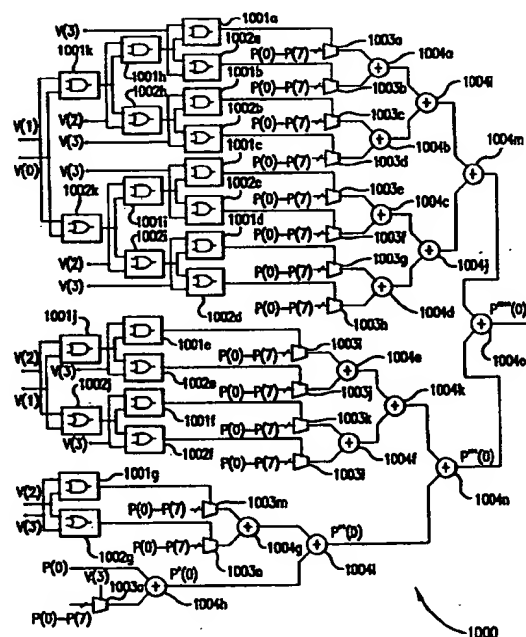 1001a
V(3)
1002a
1003a
1004a
P(0)–P(7)
1001k
1001h
1001b
1003b
1004i
1002h
P(0)–P(7)
1003c
V(2)
1002b
V(1)
V(3)
P(0)–P(7)
1004b
1004m
V(0)
V(3)
1001c
1003d
P(0)–P(7)
1003e
1002k
1002c
1004c
1001i
1001d
P(0)–P(7)
1003f
1002i
1003g
V(2)
P(0)–P(7)
1004j
V(3)
1004d
P(0)–P(7)
1003h
1002d
P''''(0)
1001j
1001e
1003i
1004e
1004o
V(2)
P(0)–P(7)
V(3)
1002e
1004k
V(1)
1002j
P(0)–P(7)
1003j
1001f
1003k
P(0)–P(7)
V(3)
1002f
1004f
P'''(0)
P(0)–P(7)
1003l
1001g
V(2)
1003m
1004n
P(0)–P(7)
V(3)
P''(0)
P(0)–P(7)
1004g
1002g
1003n
1004l
P(0)
P'(0)
V(3)
1003o
P(0)–P(7)
1004h
1000